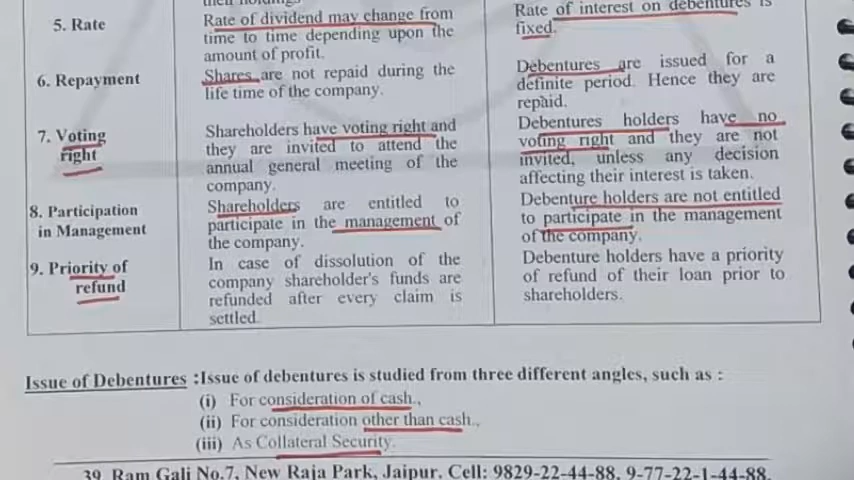 their holdings
5. Rate
Rate of dividend may change from
time to time depending upon the
amount of profit.
Rate of interest on debentures is
fixed.
6. Repayment
Shares are not repaid during the
life time of the company.
Debentures are issued for a
definite period. Hence they are
repaid.
7. Voting
right
Shareholders have voting right and
they are invited to attend the
annual general meeting of the
company.
Debentures holders have no
voting right and they are not
invited, unless any decision
affecting their interest is taken.
8. Participation
in Management
Shareholders are entitled to
participate in the management of
the company.
Debenture holders are not entitled
to participate in the management
of the company.
9. Priority of
refund
In case of dissolution of the
company shareholder's funds are
refunded after every claim is
settled.
Debenture holders have a priority
of refund of their loan prior to
shareholders.
Issue of Debentures :Issue of debentures is studied from three different angles, such as :
(i) For consideration of cash.,
(ii) For consideration other than cash.,
(iii) As Collateral Security.
39, Ram Gali No.7, New Raja Park, Jaipur. Cell: 9829-22-44-88, 9-77-22-1-44-88,